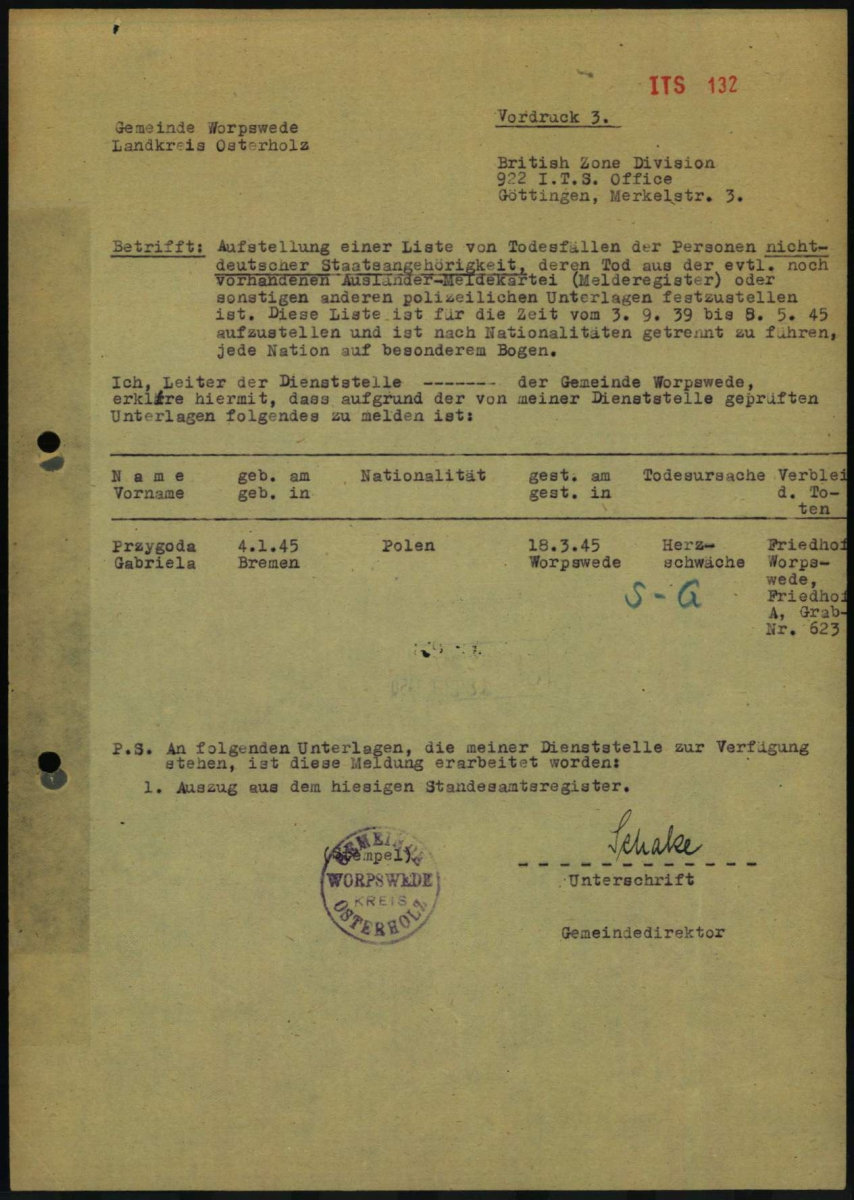 ITS 132
Gemeinde Worpswede
Landkreis Osterholz
Vordruck 3.
British Zone Division
922 I.T.S. Office
Göttingen, Merkelstr. 3.
Betrifft: Aufstellung einer Liste von Todesfällen der Personen nicht-
deutscher Staatsangehörigkeit, deren Tod aus der evtl. noch
vorhandenen Ausländer-Meldekartei (Melderegister) oder
sonstigen anderen polizeilichen Unterlagen festzustellen
ist. Diese Liste ist für die Zeit vom 3. 9. 39 bis 8. 5. 45
aufzustellen und ist nach Nationalitäten getrennt zu führen,
jede Nation auf besonderem Bogen.
Ich, Leiter der Dienststelle ------- der Gemeinde Worpswede,
erkläre hiermit, dass aufgrund der von meiner Dienststelle geprüften
Unterlagen folgendes zu melden ist:
N a m e geb. am Nationalität gest. am Todesursache Verblei
Vorname geb. in gest. in d. To-
ten
Przygoda 4.1.45 Polen 18.3.45 Herz- Friedhof
Gabriela Bremen Worpswede schwäche Worps-
wede,
Friedhof
A, Grab-
Nr. 623
S-G
P.S. An folgenden Unterlagen, die meiner Dienststelle zur Verfügung
stehen, ist diese Meldung erarbeitet worden:
1. Auszug aus dem hiesigen Standesamtsregister.
(Stempel)
GEMEINDE
WORPSWEDE
KREIS
OSTERHOLZ
Schake
Unterschrift
Gemeindedirektor